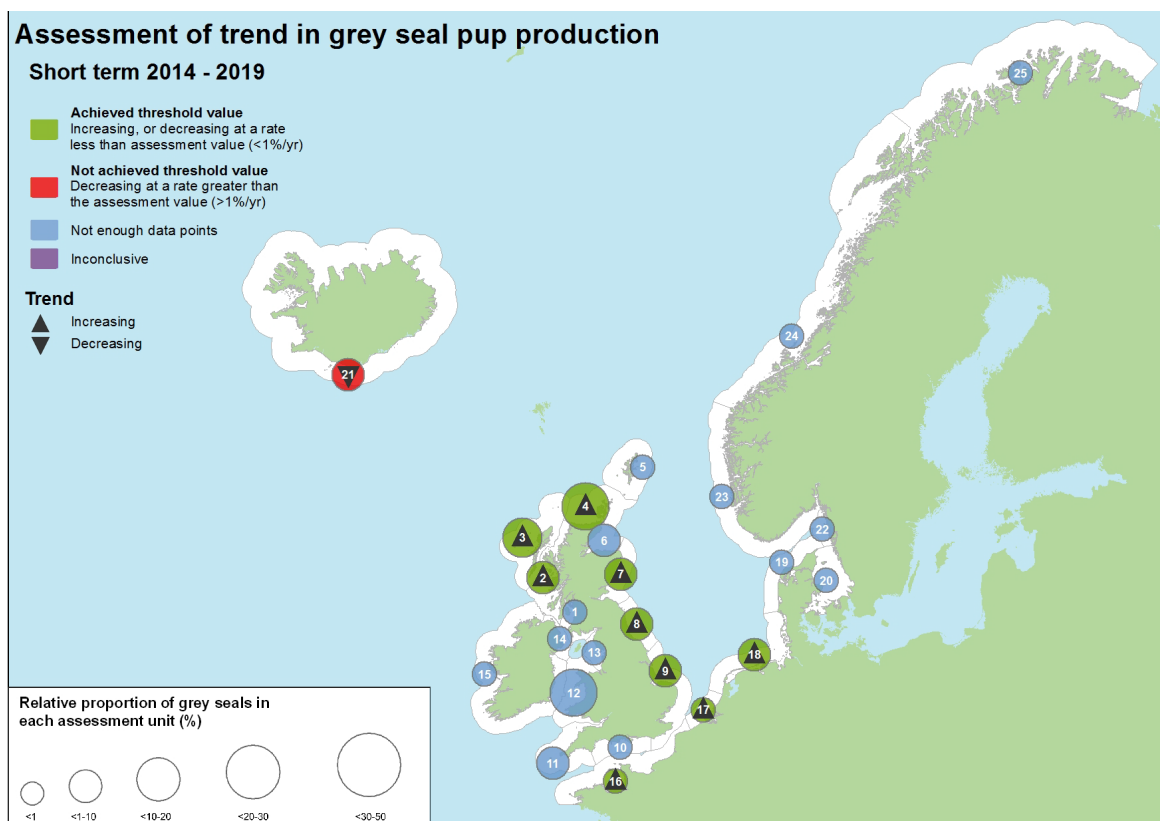 Assessment of trend in grey seal pup production
Short term 2014 - 2019
Achieved threshold value
Increasing, or decreasing at a rate
less than assessment value (<1%/yr)
Not achieved threshold value
Decreasing at a rate greater than
the assessment value (>1%/yr)
Not enough data points
Inconclusive
Trend
Increasing
Decreasing
25
24
21
5
23
4
22
3
6
19
2
7
20
1
8
14
13
18
9
15
12
17
10
11
16
Relative proportion of grey seals in
each assessment unit (%)
<1
<1-10
<10-20
<20-30
<30-50